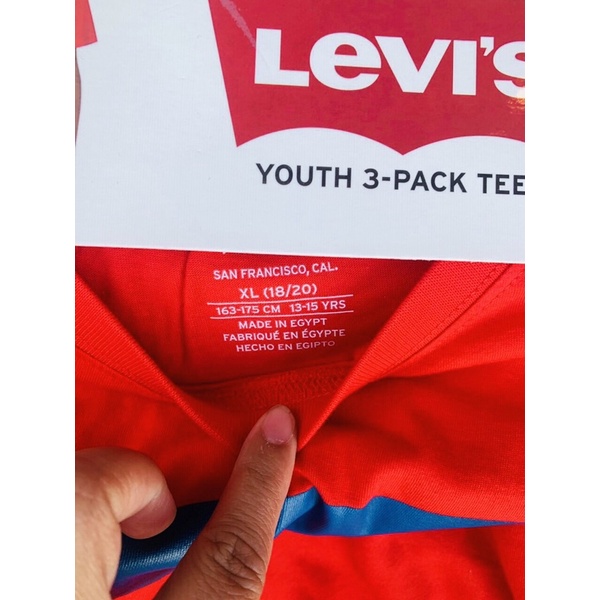 Levi's
YOUTH 3-PACK TEE
SAN FRANCISCO, CAL.
XL (18/20)
163-175 CM 13-15 YRS
MADE IN EGYPT
FABRIQUÉ EN ÉGYPTE
HECHO EN EGIPTO